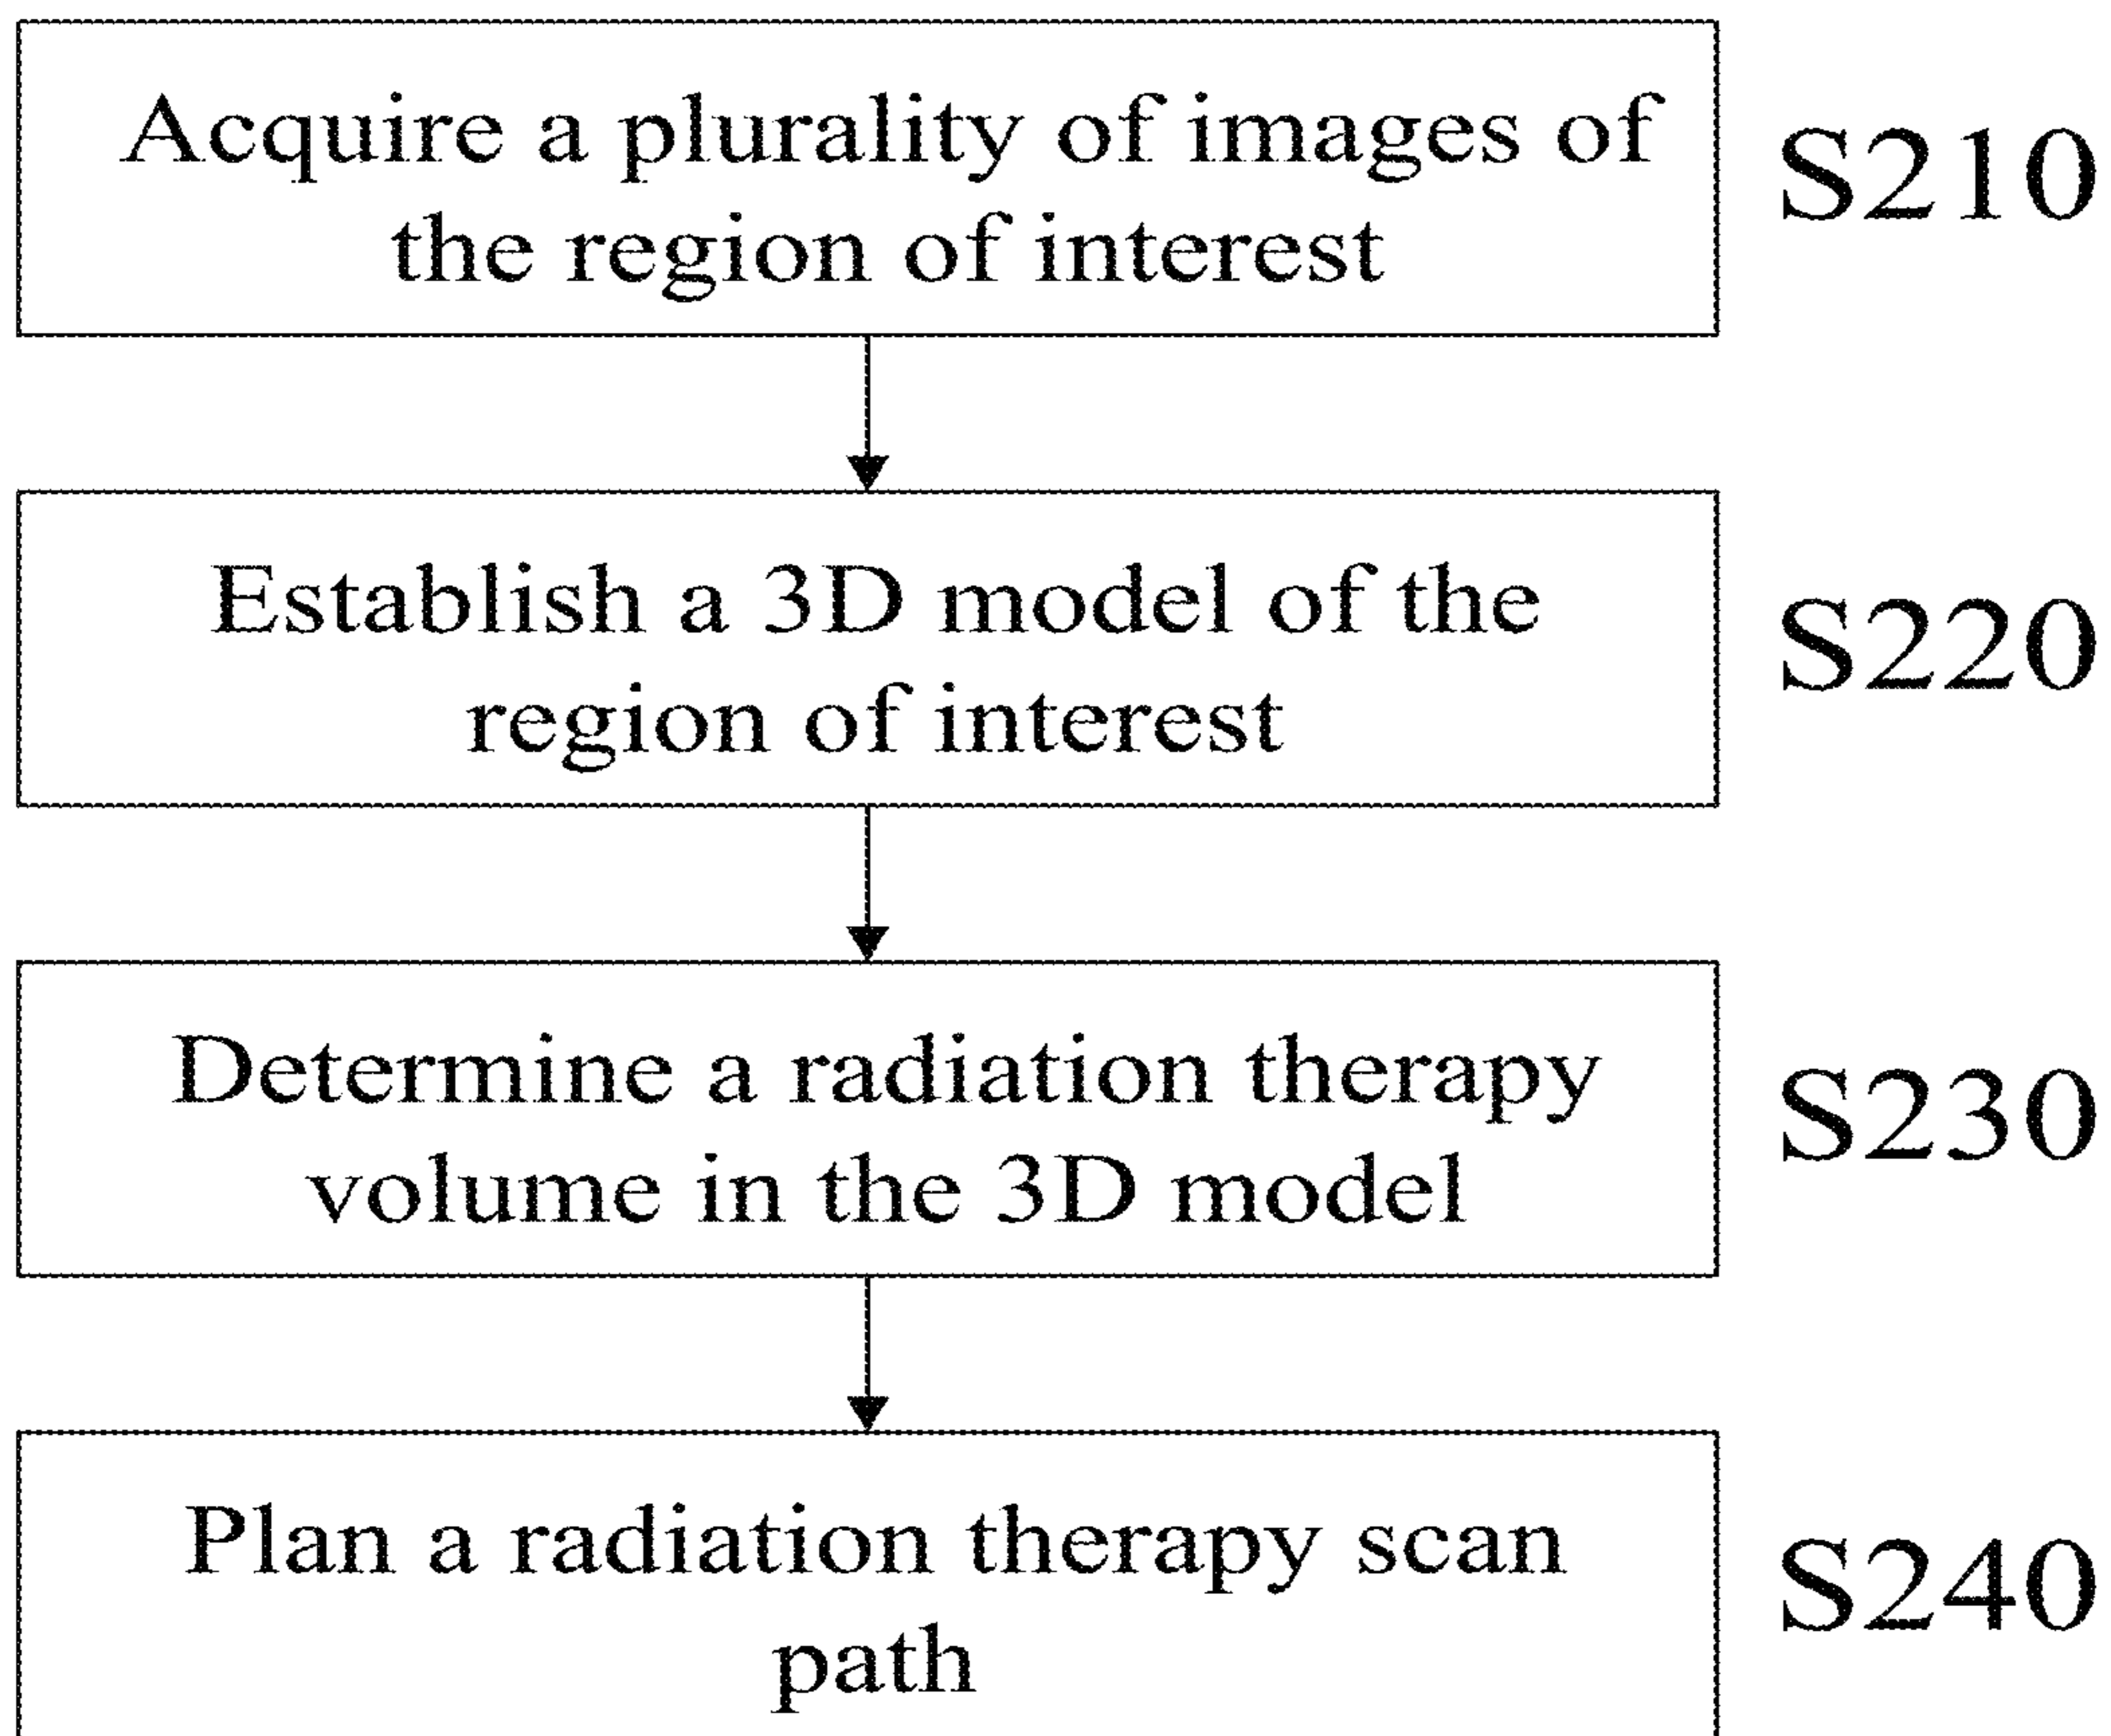 Acquire a plurality of images of
the region of interest
S210
Establish a 3D model of the
region of interest
S220
Determine a radiation therapy
volume in the 3D model
S230
Plan a radiation therapy scan
path
S240